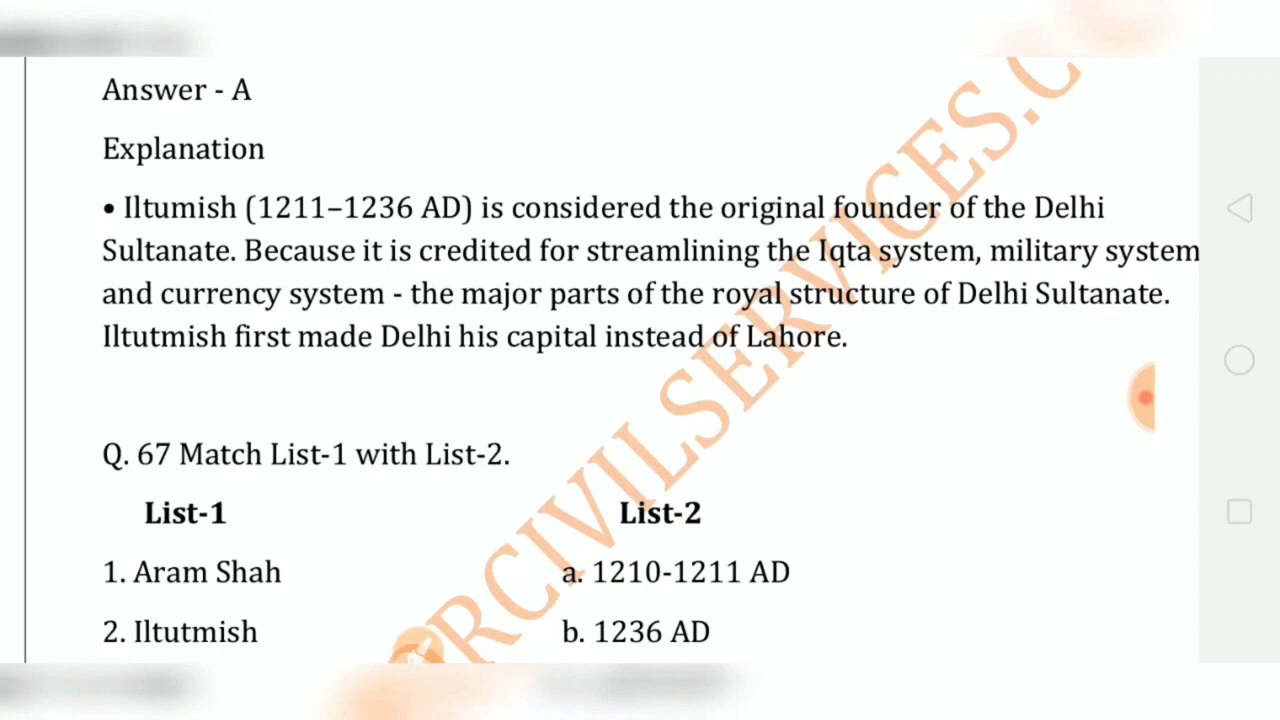 Answer - A
Explanation
• Iltumish (1211–1236 AD) is considered the original founder of the Delhi
Sultanate. Because it is credited for streamlining the Iqta system, military system
and currency system - the major parts of the royal structure of Delhi Sultanate.
Iltutmish first made Delhi his capital instead of Lahore.
Q. 67 Match List-1 with List-2.
List-1 List-2
1. Aram Shah a. 1210-1211 AD
2. Iltutmish b. 1236 AD
RCIVILSERVICES.C